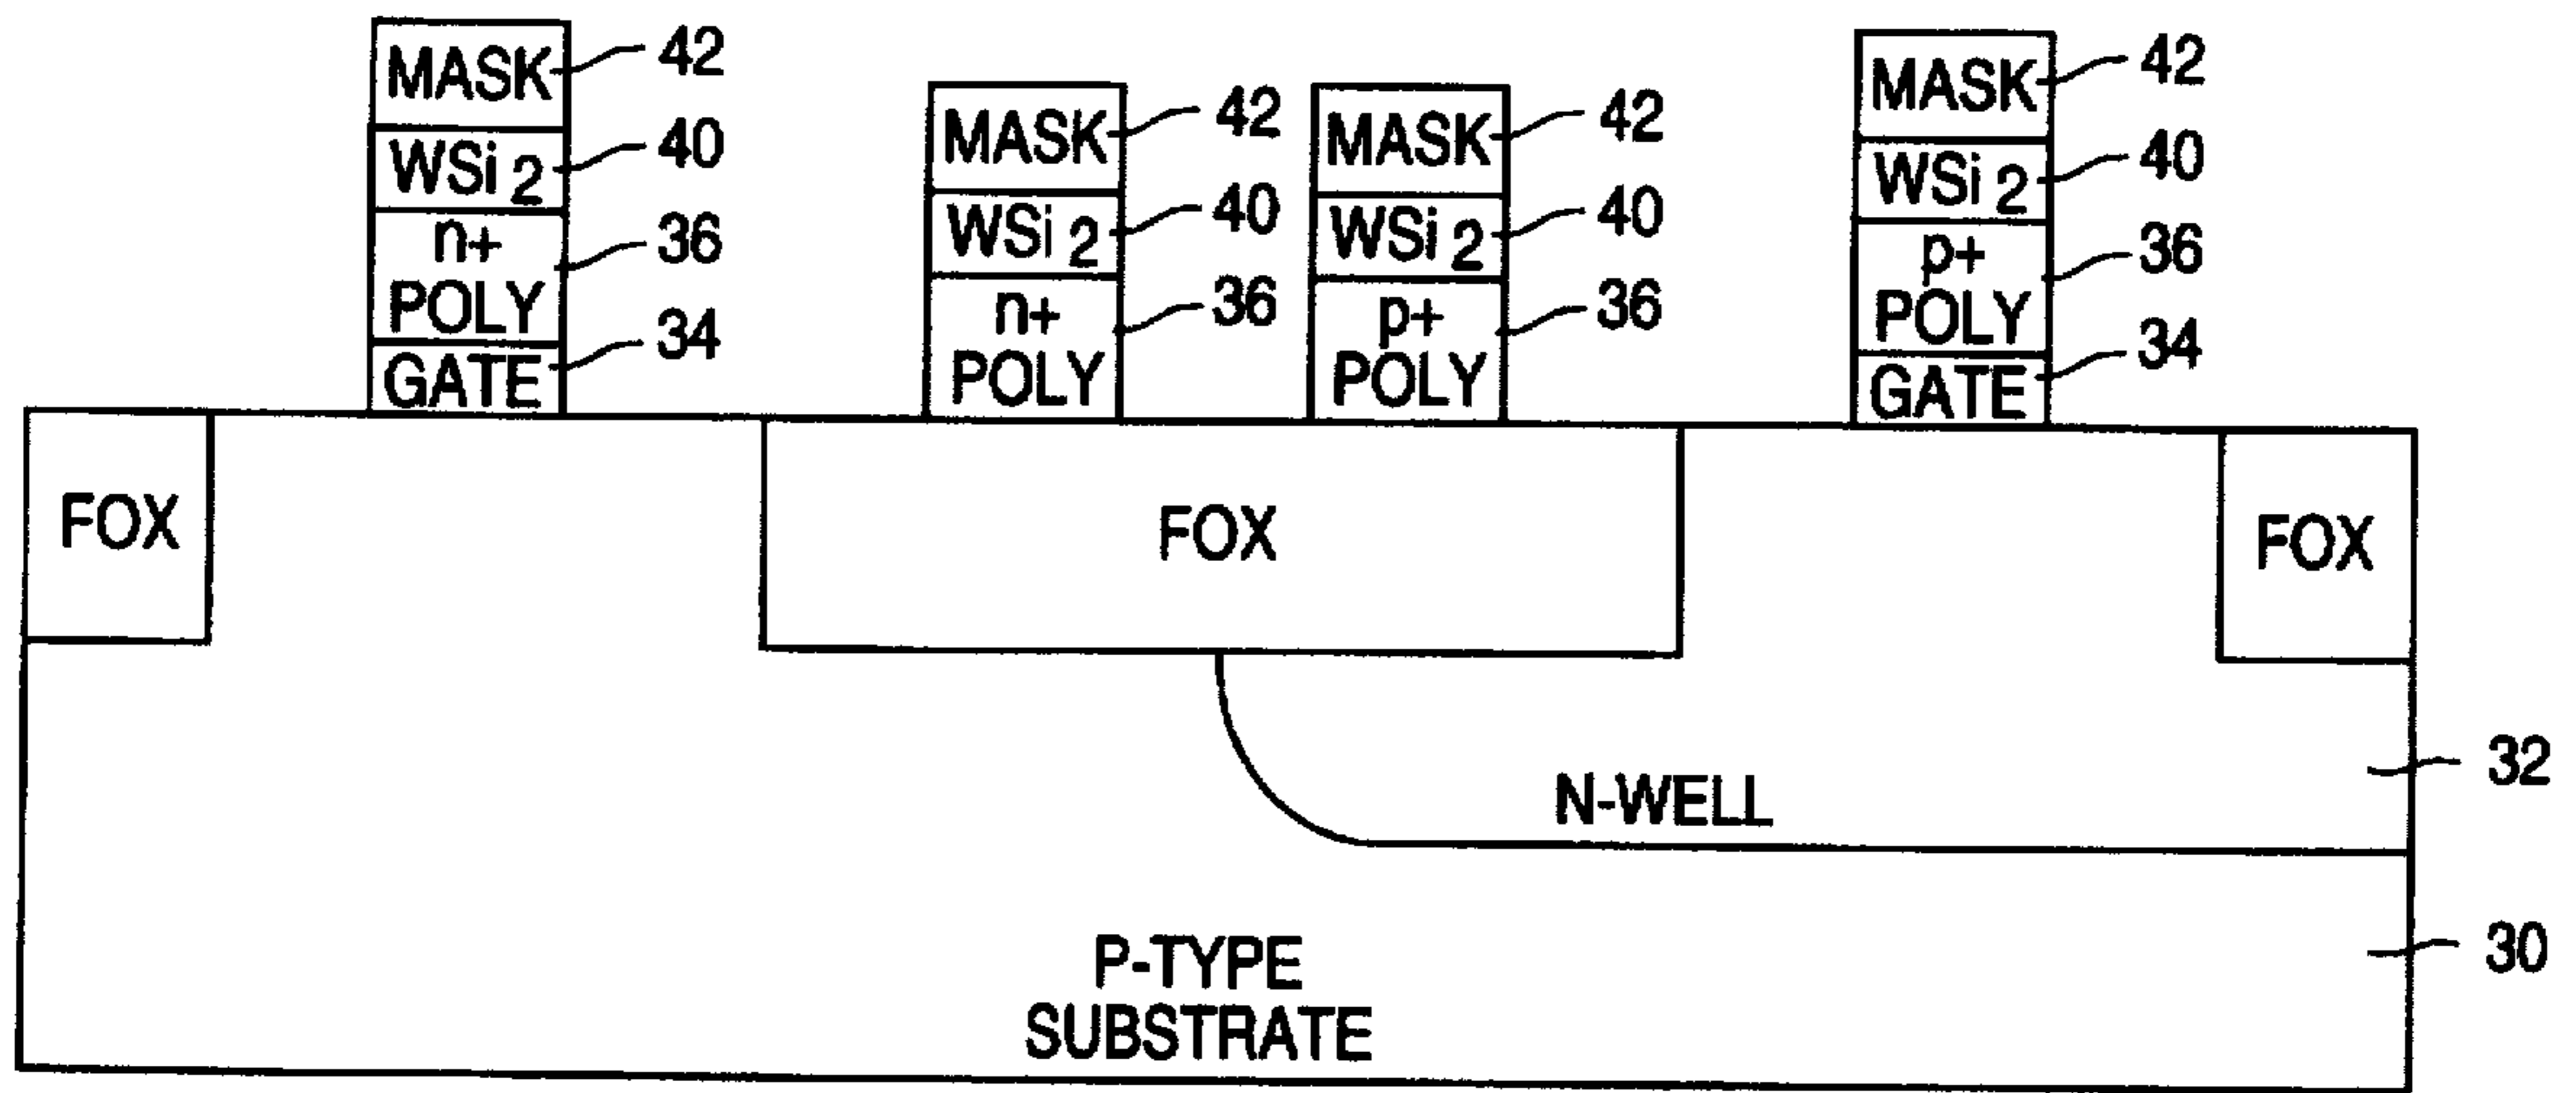 MASK 42
WSi 2 40
n+ 36
POLY
GATE 34
MASK 42
WSi 2 40
n+ 36
POLY
MASK 42
WSi 2 40
p+ 36
POLY
MASK 42
WSi 2 40
p+ 36
POLY
GATE 34
FOX
FOX
FOX
N-WELL
32
30
P-TYPE
SUBSTRATE